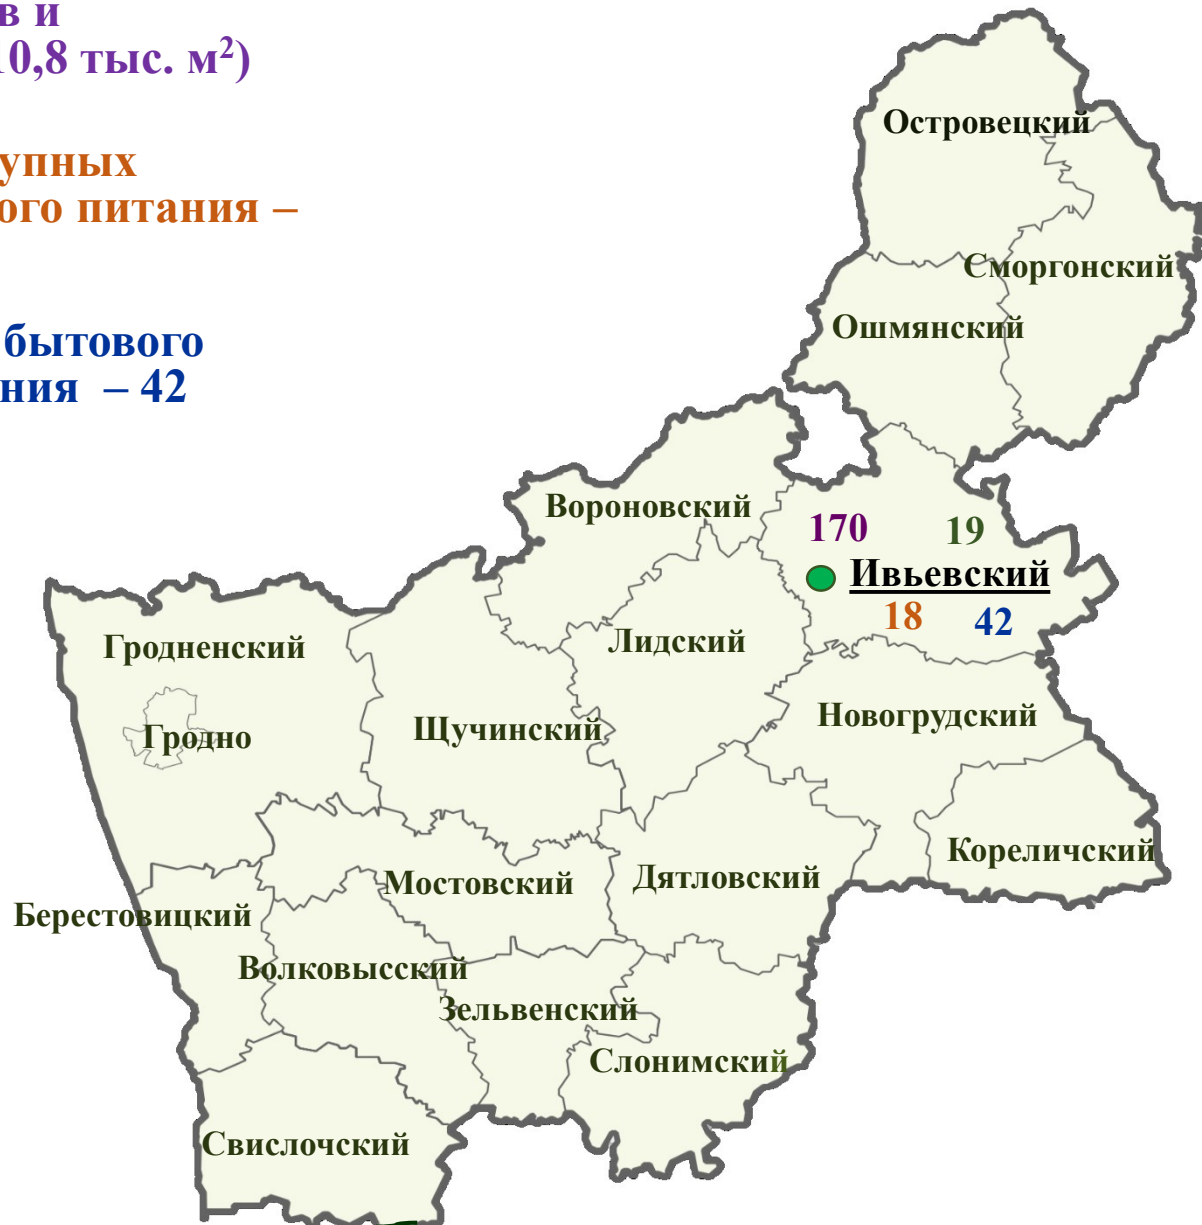 в и
10,8 тыс. м²)
упных
ого питания –
бытового
ния – 42
Островецкий
Сморгонский
Ошмянский
Вороновский
170 19
Ивьевский
18 42
Гродненский
Лидский
Гродно
Щучинский
Новогрудский
Кореличский
Мостовский
Дятловский
Берестовицкий
Волковысский
Зельвенский
Слонимский
Свислочский